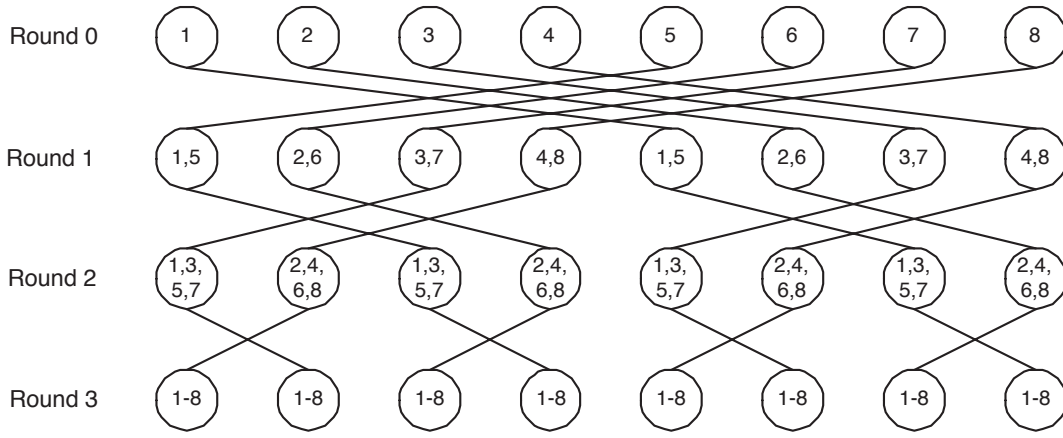 Round 0 1 2 3 4 5 6 7 8
Round 1 1,5 2,6 3,7 4,8 1,5 2,6 3,7 4,8
1,3, 2,4, 1,3, 2,4, 1,3, 2,4, 1,3, 2,4,
Round 2
5,7 6,8 5,7 6,8 5,7 6,8 5,7 6,8
Round 3 1-8 1-8 1-8 1-8 1-8 1-8 1-8 1-8